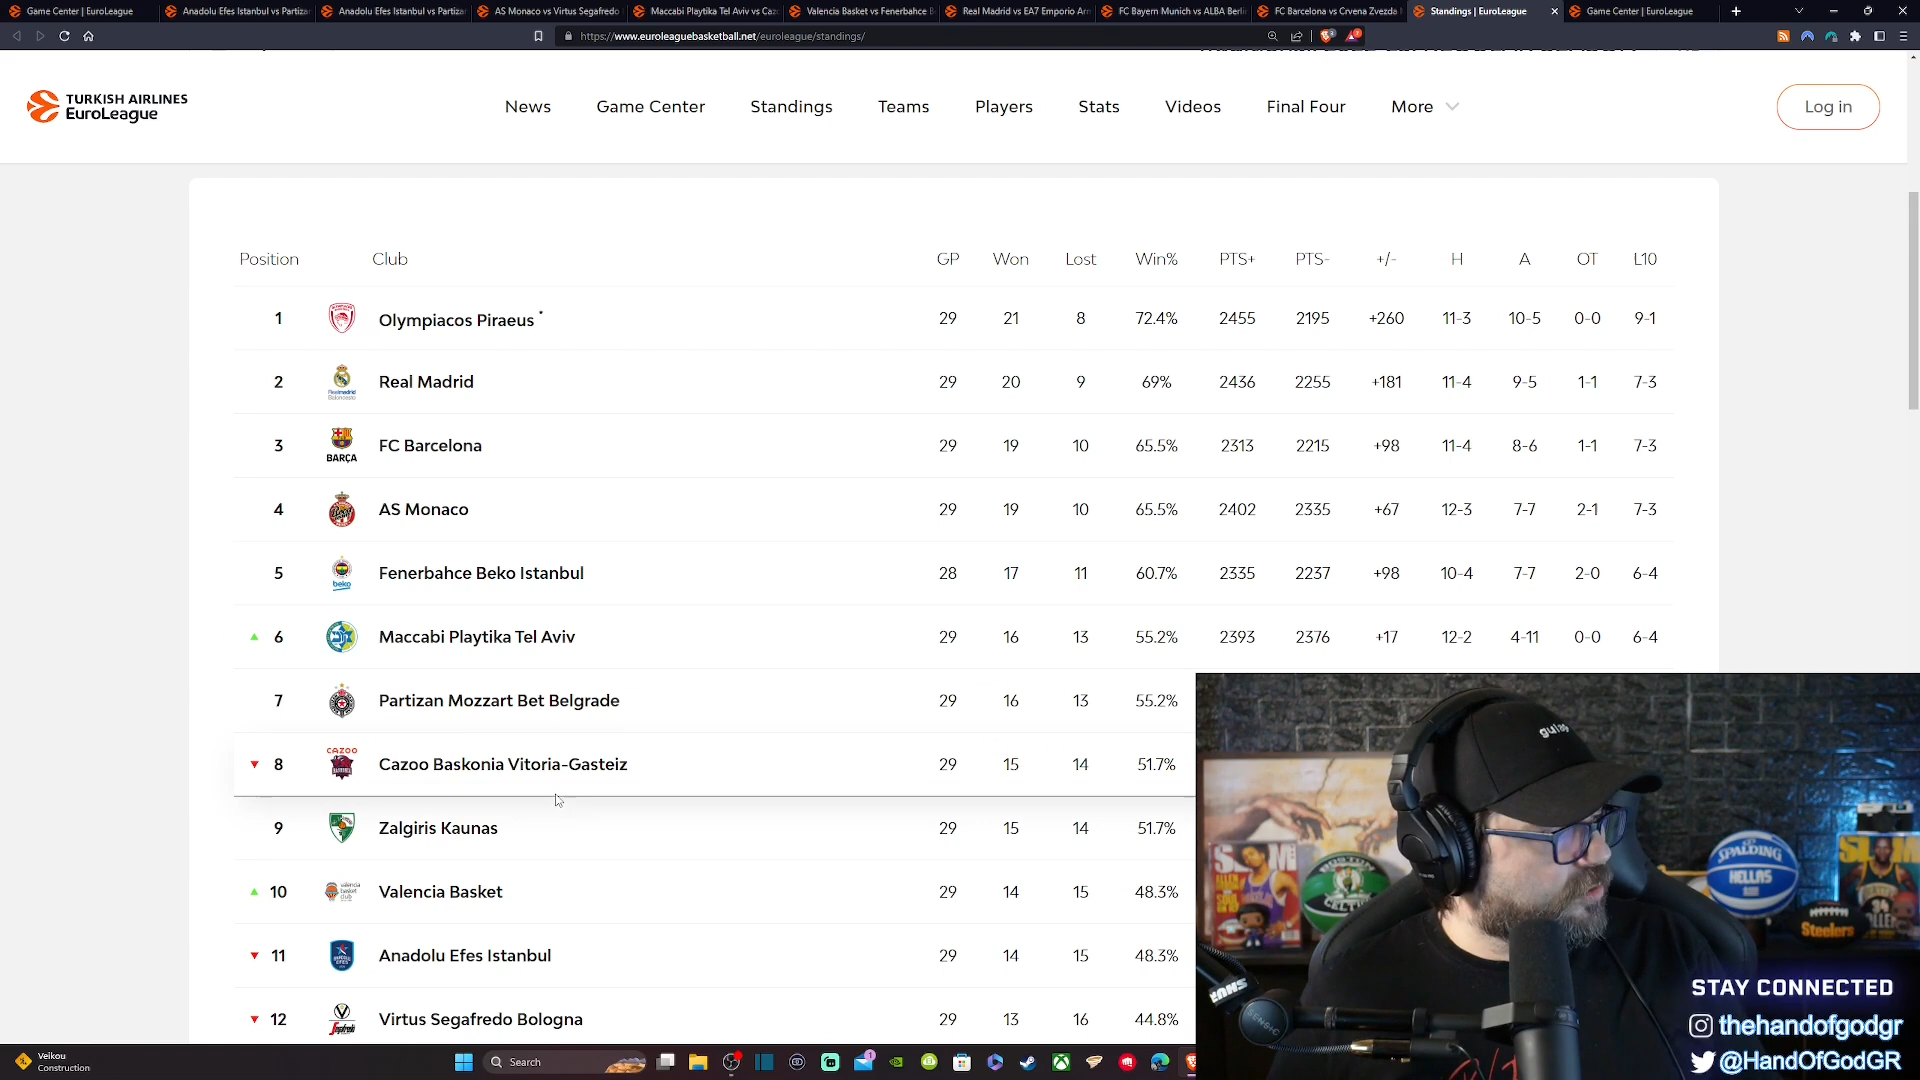 Game Center | EuroLeague
Anadolu Efes Istanbul vs Partiza
Anadolu Efes Istanbul vs Partiza
AS Monaco vs Virtus Segafredo
Maccabi Playtika Tel Aviv vs Caz
Valencia Basket vs Fenerbahce B
Real Madrid vs EA7 Emporio Arm
FC Bayern Munich vs ALBA Berli
FC Barcelona vs Crvena Zvezda
Standings | EuroLeague
Game Center | EuroLeague
https://www.euroleaguebasketball.net/euroleague/standings/
TURKISH AIRLINES
EuroLeague
News Game Center Standings Teams Players Stats Videos Final Four More
Log in
Position Club GP Won Lost Win% PTS+ PTS- +/- H A OT L10
1 Olympiacos Piraeus * 29 21 8 72.4% 2455 2195 +260 11-3 10-5 0-0 9-1
2 Real Madrid 29 20 9 69% 2436 2255 +181 11-4 9-5 1-1 7-3
3 BARÇA FC Barcelona 29 19 10 65.5% 2313 2215 +98 11-4 8-6 1-1 7-3
4 AS Monaco 29 19 10 65.5% 2402 2335 +67 12-3 7-7 2-1 7-3
5 beko Fenerbahce Beko Istanbul 28 17 11 60.7% 2335 2237 +98 10-4 7-7 2-0 6-4
6 Maccabi Playtika Tel Aviv 29 16 13 55.2% 2393 2376 +17 12-2 4-11 0-0 6-4
7 Partizan Mozzart Bet Belgrade 29 16 13 55.2%
8 CAZOO Cazoo Baskonia Vitoria-Gasteiz 29 15 14 51.7%
9 Zalgiris Kaunas 29 15 14 51.7%
10 Valencia Basket 29 14 15 48.3%
11 Anadolu Efes Istanbul 29 14 15 48.3%
12 Virtus Segafredo Bologna 29 13 16 44.8%
SLAM
SPALDING
HELLAS
CELTICS
Steelers
34
STAY CONNECTED
thehandofgodgr
@HandOfGodGR
Veikou
Construction
Search